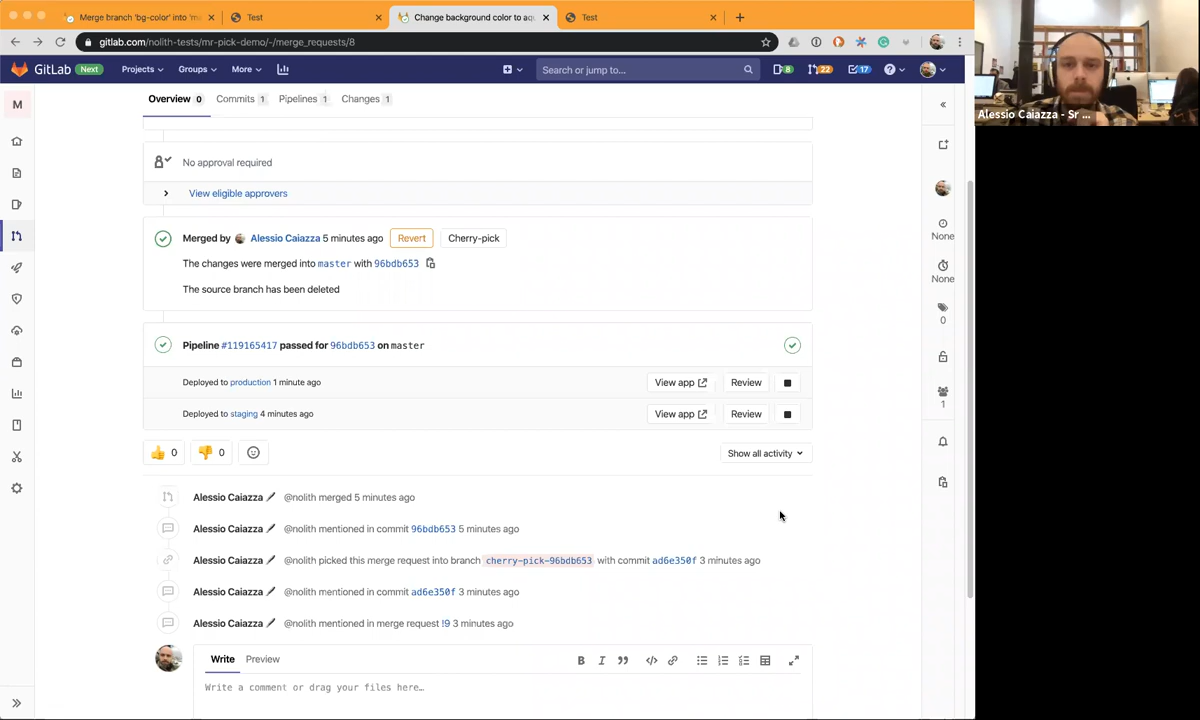 Merge branch 'bg-color' into 'm
Test
Change background color to aq
Test
gitlab.com/nolith-tests/mr-pick-demo/-/merge_requests/8
GitLab Next Projects Groups More Search or jump to... 8 22 17
Alessio Caiazza - Sr ...
M
Overview 0 Commits 1 Pipelines 1 Changes 1
No approval required
View eligible approvers
Merged by Alessio Caiazza 5 minutes ago Revert Cherry-pick
The changes were merged into master with 96bdb653
The source branch has been deleted
Pipeline #119165417 passed for 96bdb653 on master
Deployed to production 1 minute ago View app Review
Deployed to staging 4 minutes ago View app Review
0 0 Show all activity
None
None
0
1
Alessio Caiazza @nolith merged 5 minutes ago
Alessio Caiazza @nolith mentioned in commit 96bdb653 5 minutes ago
Alessio Caiazza @nolith picked this merge request into branch cherry-pick-96bdb653 with commit ad6e350f 3 minutes ago
Alessio Caiazza @nolith mentioned in commit ad6e350f 3 minutes ago
Alessio Caiazza @nolith mentioned in merge request !9 3 minutes ago
Write Preview B I
Write a comment or drag your files here…